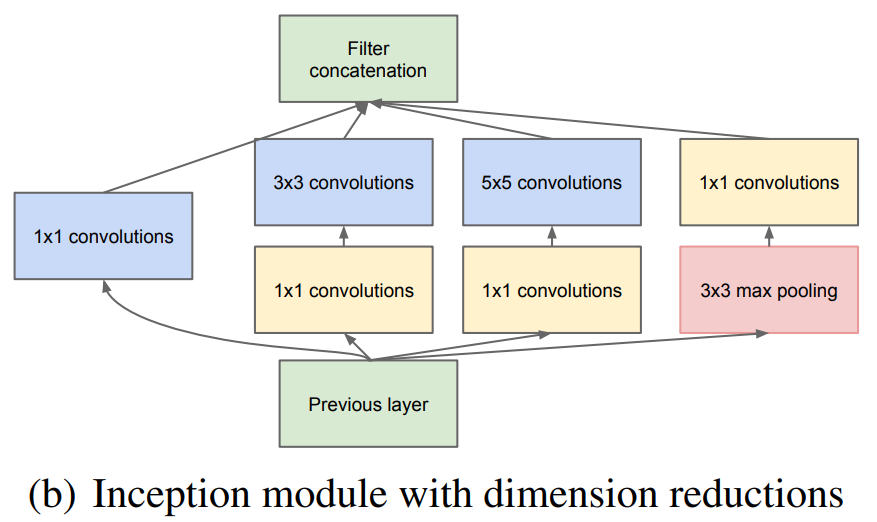 Filter
concatenation
3x3 convolutions
5x5 convolutions
1x1 convolutions
1x1 convolutions
1x1 convolutions
1x1 convolutions
3x3 max pooling
Previous layer
(b) Inception module with dimension reductions